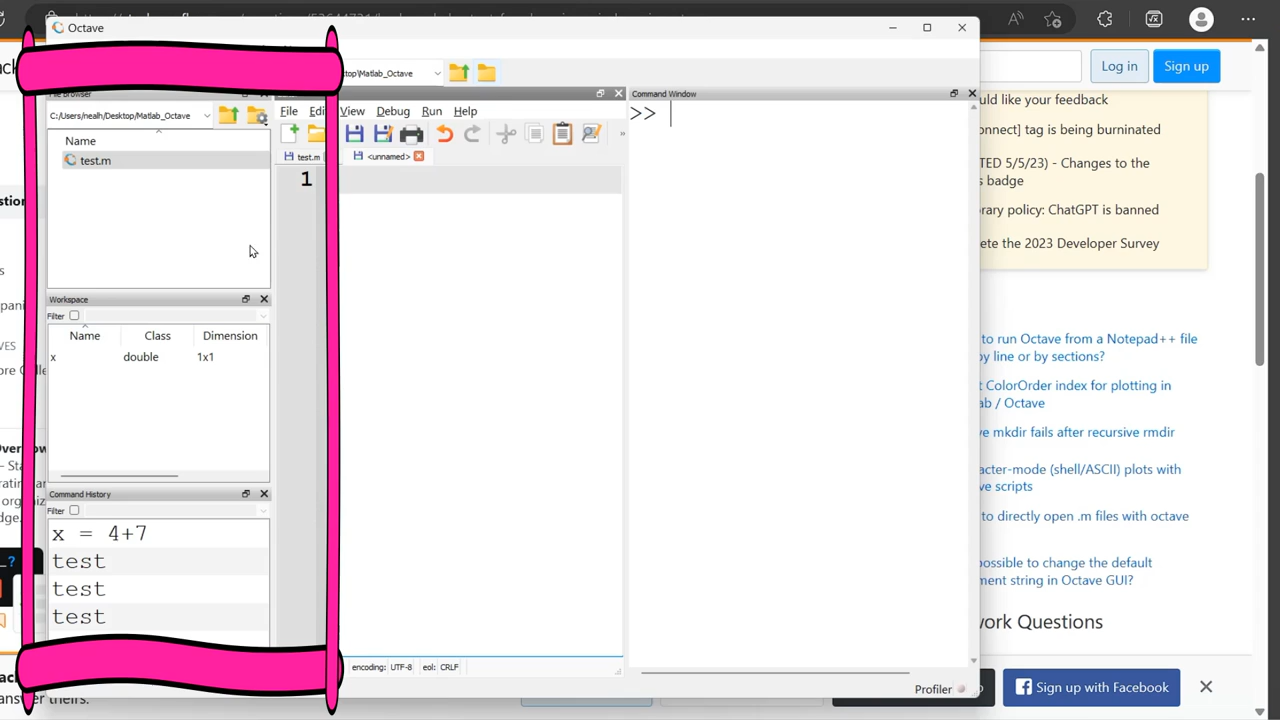 Octave
Log in
Sign up
ktop\Matlab_Octave
File Browser
Command Window
C:/Users/nealh/Desktop/Matlab_Octave
File
Edi
View
Debug
Run
Help
>>
Name
test.m
test.m
<unnamed>
1
Workspace
Filter
Name
Class
Dimension
x
double
1x1
Command History
Filter
x = 4+7
test
test
test
encoding: UTF-8
eol: CRLF
Profiler
uld like your feedback
onnect] tag is being burninated
TED 5/5/23) - Changes to the
s badge
rary policy: ChatGPT is banned
ete the 2023 Developer Survey
to run Octave from a Notepad++ file
by line or by sections?
t ColorOrder index for plotting in
ab / Octave
ve mkdir fails after recursive rmdir
acter-mode (shell/ASCII) plots with
ve scripts
to directly open .m files with octave
possible to change the default
ment string in Octave GUI?
work Questions
Sign up with Facebook
answer theirs.